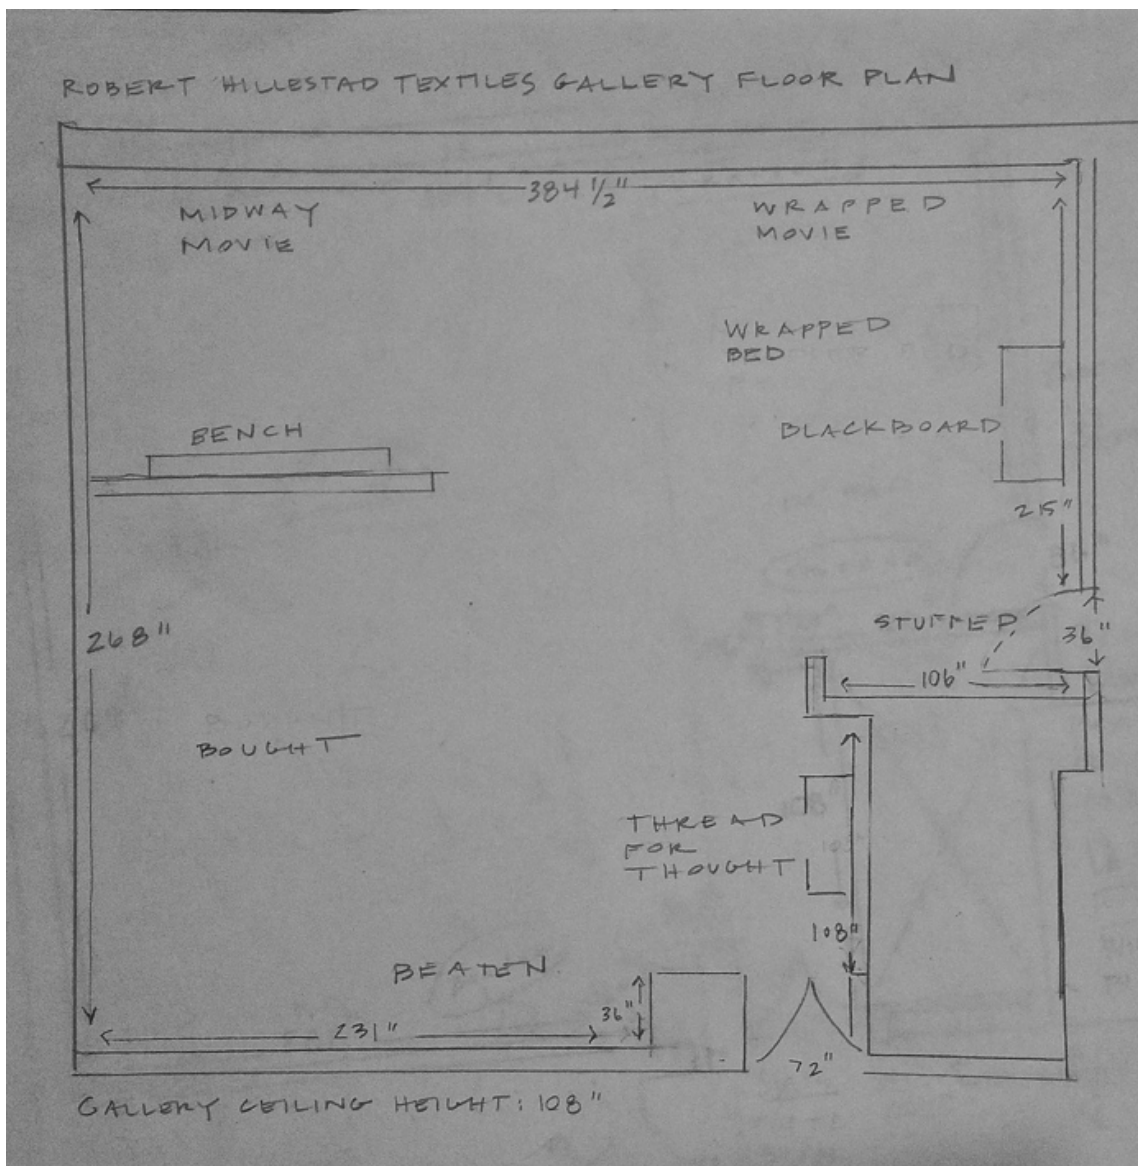 ROBERT HILLESTAD TEXTILES GALLERY FLOOR PLAN
384 1/2"
MIDWAY
MOVIE
WRAPPED
MOVIE
WRAPPED
BED
BENCH
BLACKBOARD
215"
STUFFED
36"
268"
106"
BOUGHT
THREAD
FOR
THOUGHT
108"
BEATEN
36"
231"
72"
GALLERY CEILING HEIGHT: 108"